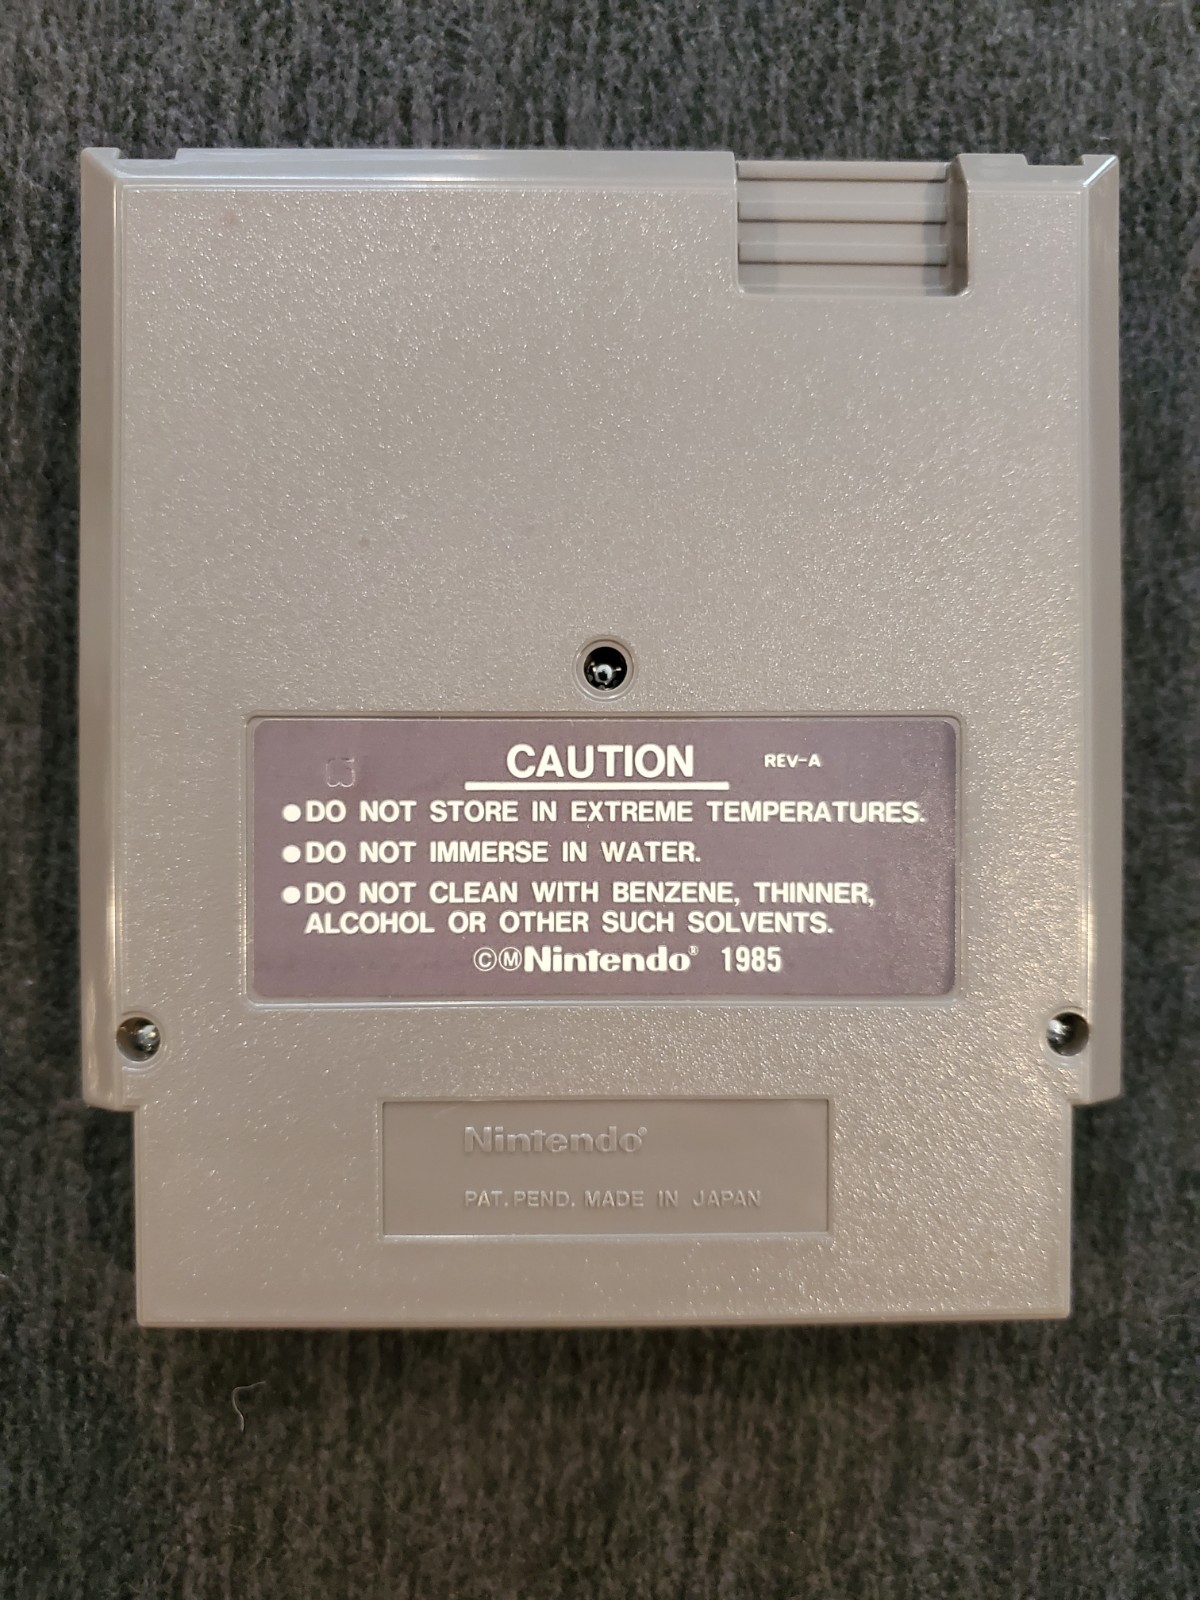 CAUTION REV-A
●DO NOT STORE IN EXTREME TEMPERATURES.
●DO NOT IMMERSE IN WATER.
●DO NOT CLEAN WITH BENZENE, THINNER,
ALCOHOL OR OTHER SUCH SOLVENTS.
©ⓂNintendo® 1985
Nintendo®
PAT. PEND. MADE IN JAPAN